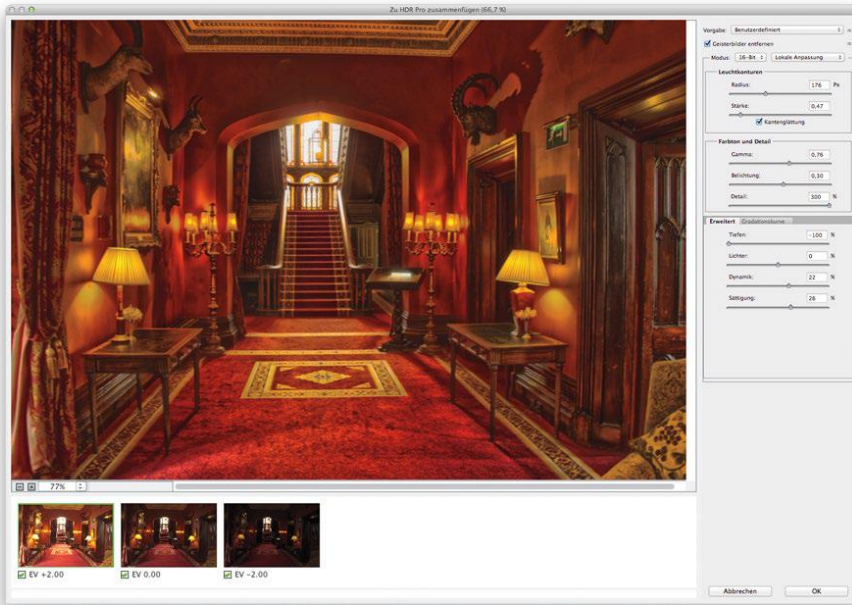 Zu HDR Pro zusammenfügen (66,7 %)
Vorgabe: Benutzerdefiniert
Geisterbilder entfernen
Modus: 16-Bit Lokale Anpassung
Leuchtkonturen
Radius: 176 Px
Stärke: 0,47
Kantenglättung
Farbton und Detail
Gamma: 0,76
Belichtung: 0,30
Detail: 300 %
Erweitert Gradationskurve
Tiefen: -100 %
Lichter: 0 %
Dynamik: 22 %
Sättigung: 26 %
77%
EV +2.00 EV 0.00 EV -2.00
Abbrechen OK